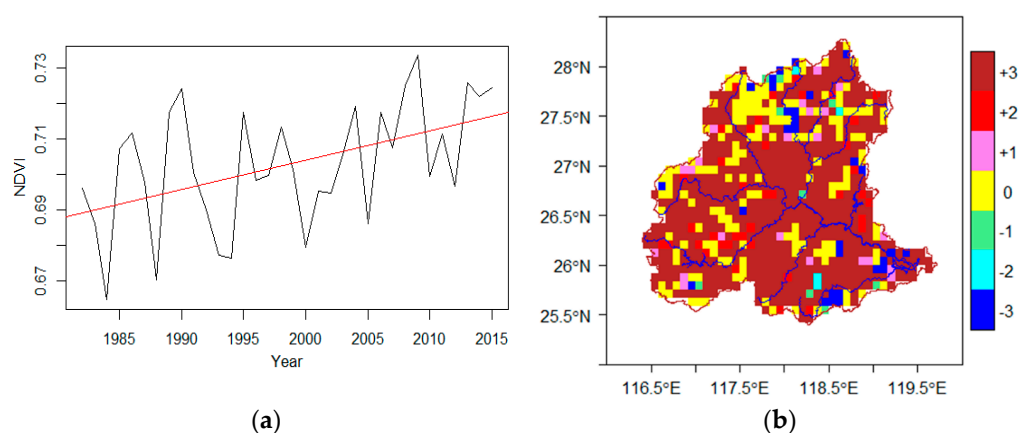 0.73
0.71
0.69
0.67
NDVI
1985 1990 1995 2000 2005 2010 2015
Year
(a)
28°N
27.5°N
27°N
26.5°N
26°N
25.5°N
116.5°E 117.5°E 118.5°E 119.5°E
+3
+2
+1
0
-1
-2
-3
(b)